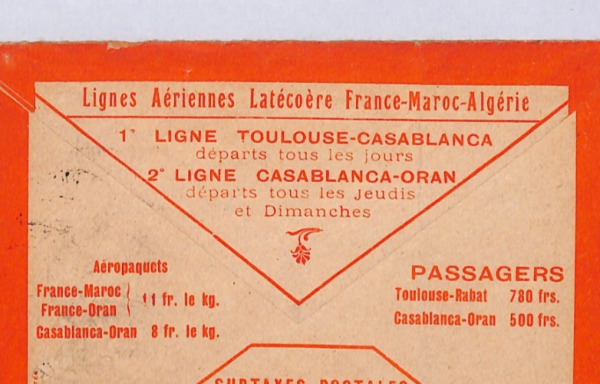 Lignes Aériennes Latécoère France-Maroc-Algérie
1° LIGNE TOULOUSE-CASABLANCA
départs tous les jours
2° LIGNE CASABLANCA-ORAN
départs tous les Jeudis
et Dimanches
Aéropaquets
France-Maroc
France-Oran } 11 fr. le kg.
Casablanca-Oran 8 fr. le kg.
PASSAGERS
Toulouse-Rabat 780 frs.
Casablanca-Oran 500 frs.
SURTAXES POSTALES